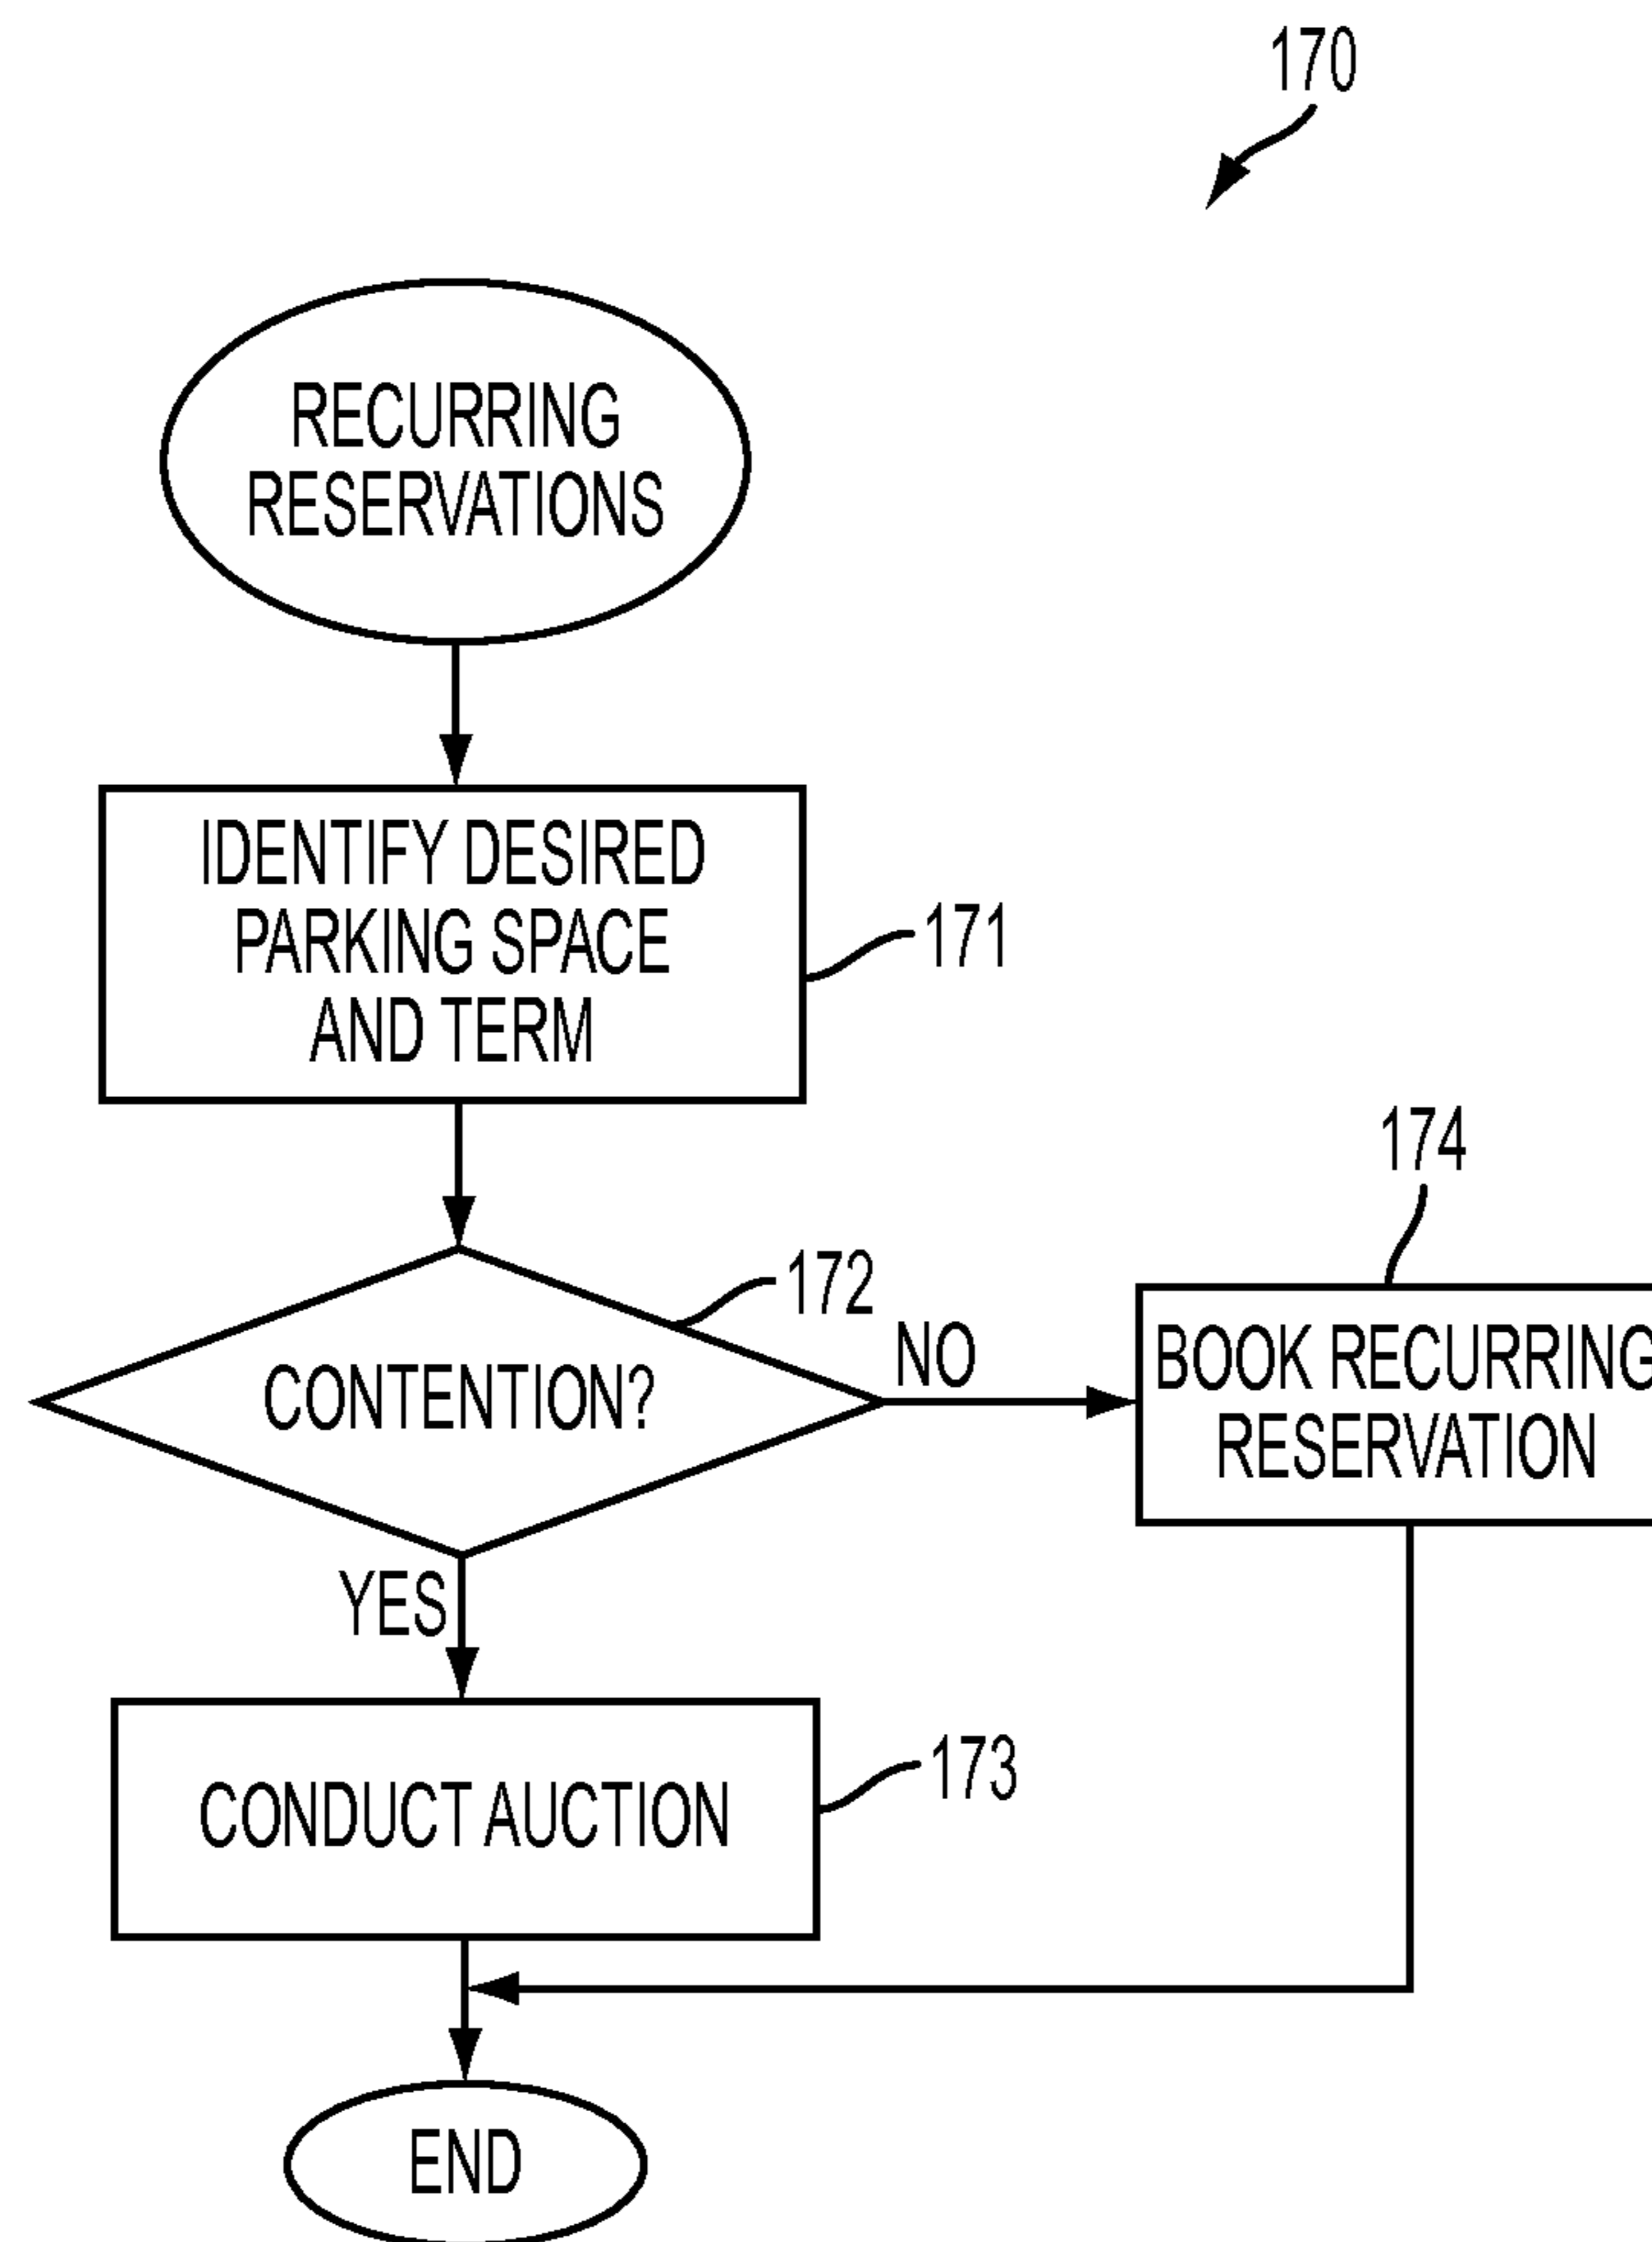 170
RECURRING
RESERVATIONS
IDENTIFY DESIRED
PARKING SPACE
AND TERM
171
174
172
CONTENTION?
NO
BOOK RECURRING
RESERVATION
YES
CONDUCT AUCTION
173
END